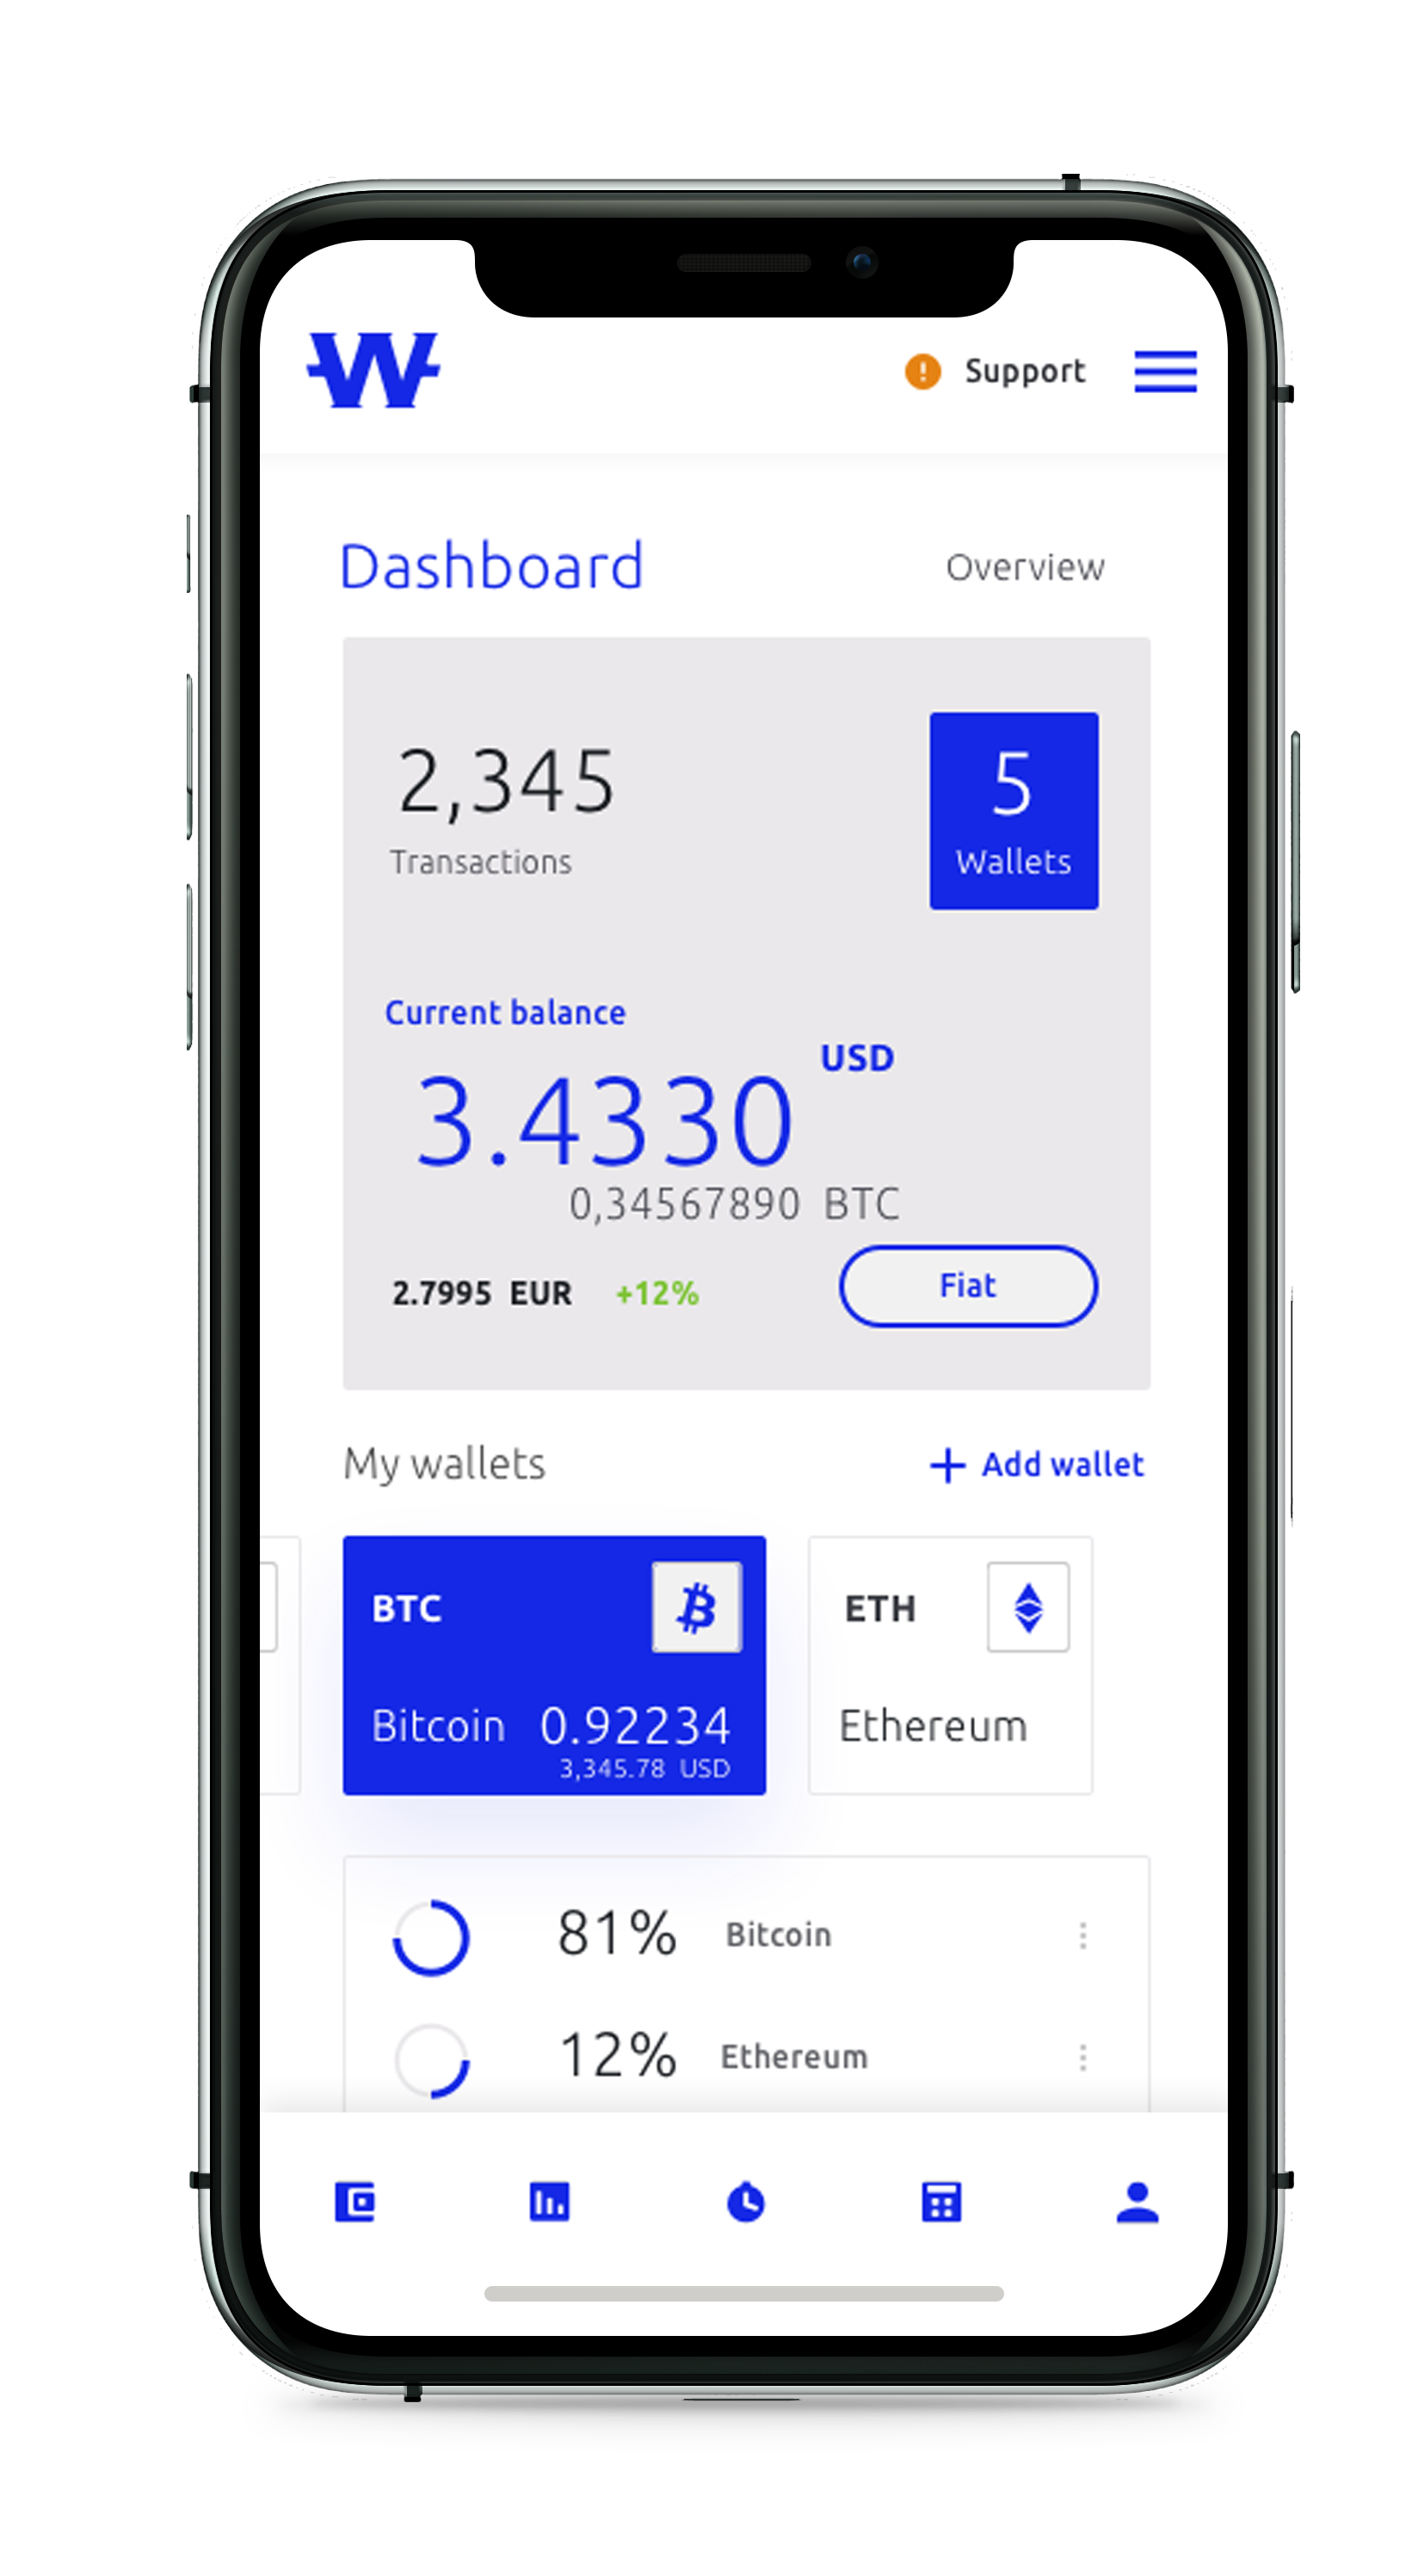 W
Support
Dashboard Overview
2,345 5
Transactions Wallets
Current balance
3.4330 USD
0,34567890 BTC
2.7995 EUR +12% Fiat
My wallets + Add wallet
BTC ETH
Bitcoin 0.92234 Ethereum
3,345.78 USD
81% Bitcoin
12% Ethereum